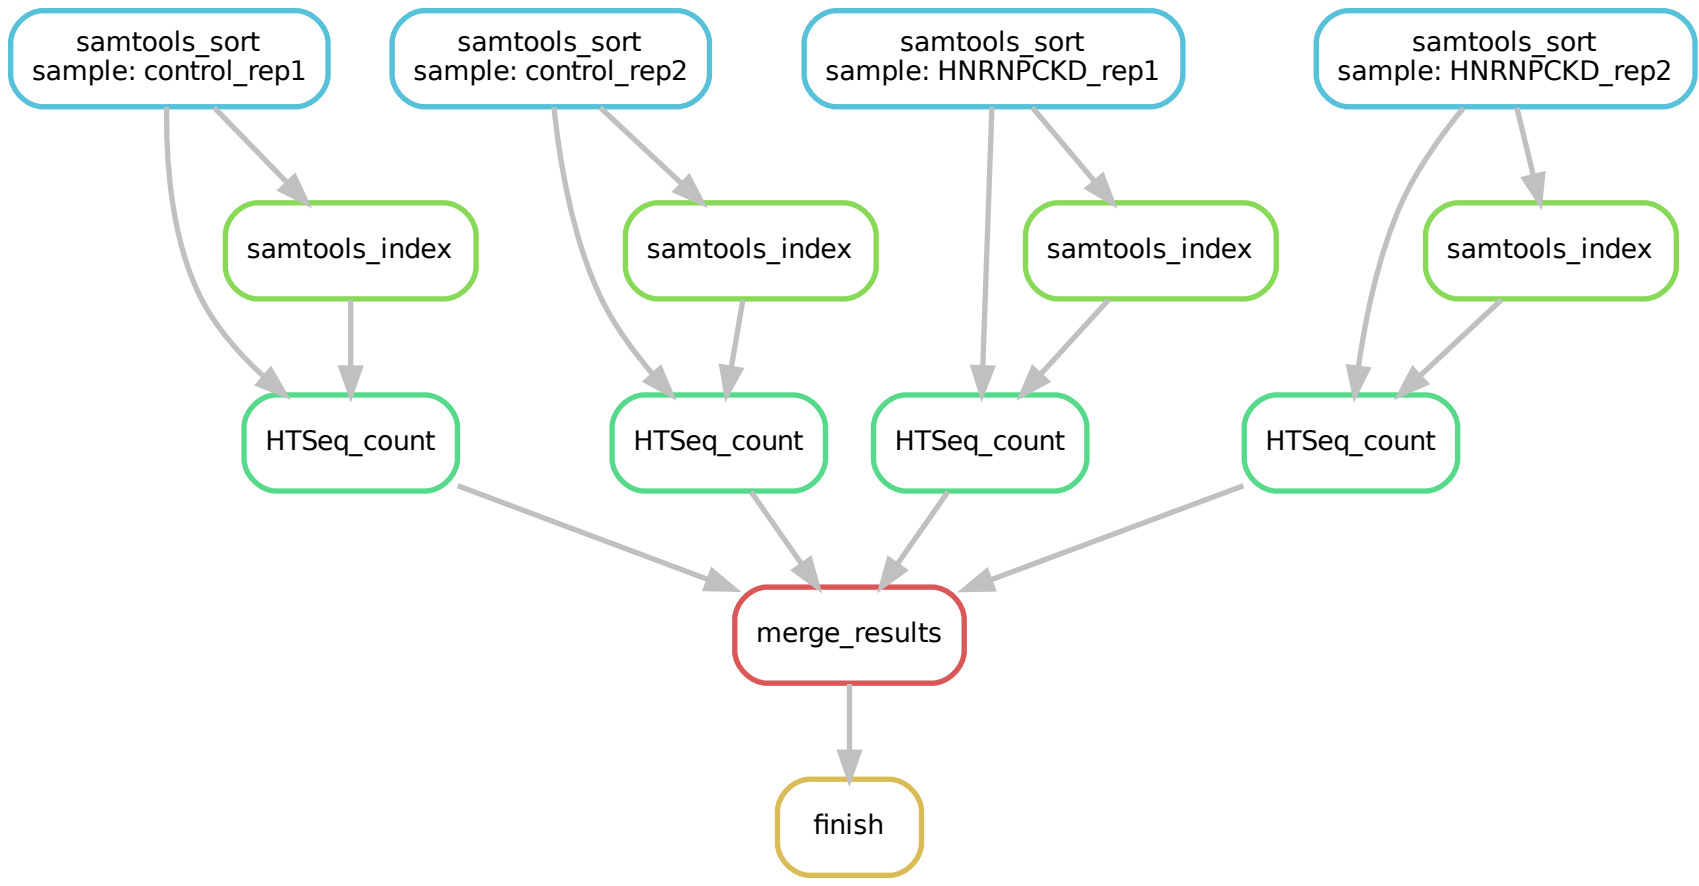 samtools_sort
sample: control_rep1
samtools_sort
sample: control_rep2
samtools_sort
sample: HNRNPCKD_rep1
samtools_sort
sample: HNRNPCKD_rep2
samtools_index
samtools_index
samtools_index
samtools_index
HTSeq_count
HTSeq_count
HTSeq_count
HTSeq_count
merge_results
finish